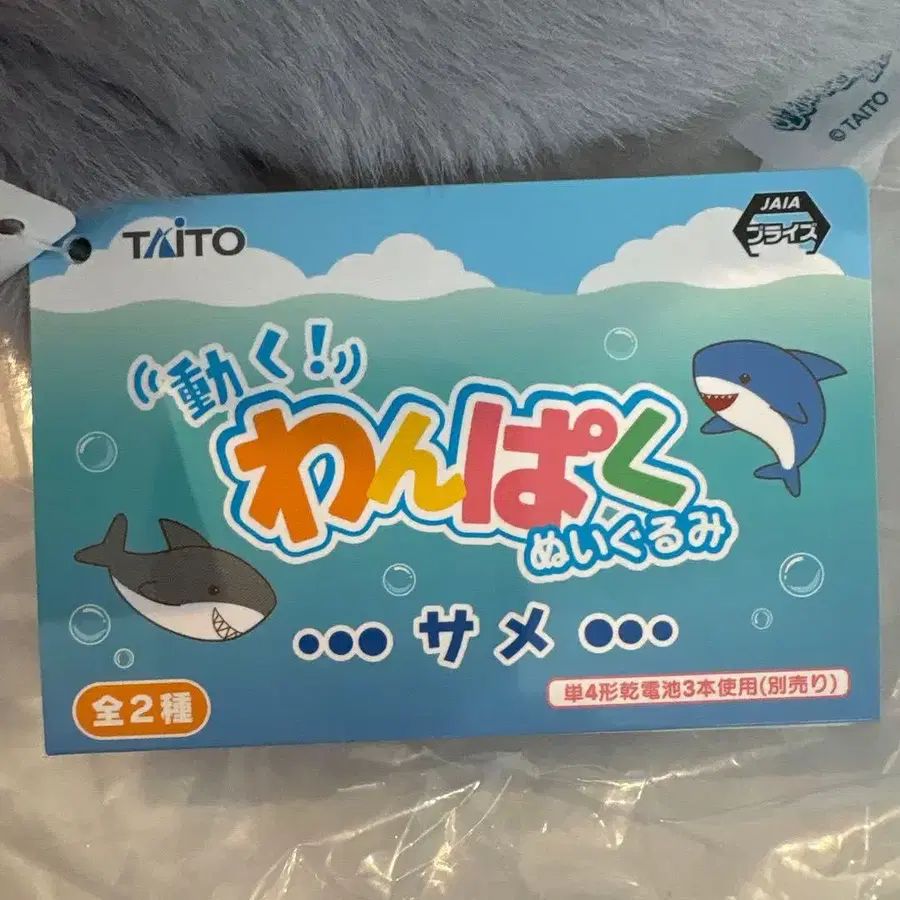 © TAITO
TAITO
JAIA
プライズ
動く!
わんぱく
ぬいぐるみ
•••• サメ ••••
全2種
単4形乾電池3本使用(別売り)